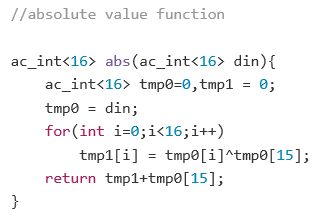 //absolute value function
ac_int<16> abs(ac_int<16> din){
ac_int<16> tmp0=0,tmp1 = 0;
tmp0 = din;
for(int i=0;i<16;i++)
tmp1[i] = tmp0[i]^tmp0[15];
return tmp1+tmp0[15];
}